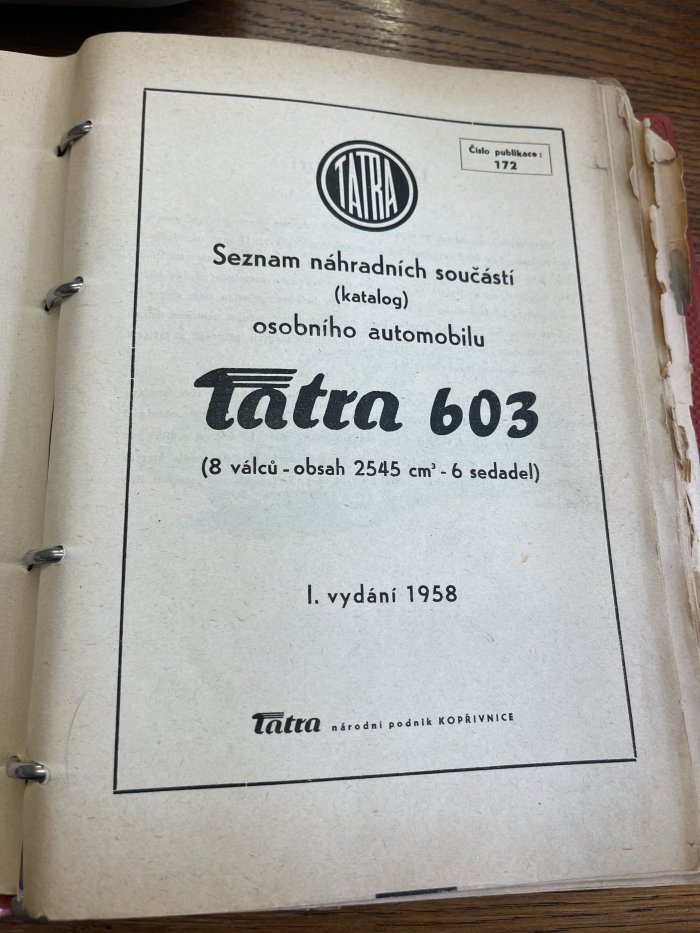 TATRA
Číslo publikace:
172
Seznam náhradních součástí
(katalog)
osobního automobilu
Tatra 603
(8 válců - obsah 2545 cm³ - 6 sedadel)
I. vydání 1958
Tatra národní podnik KOPŘIVNICE